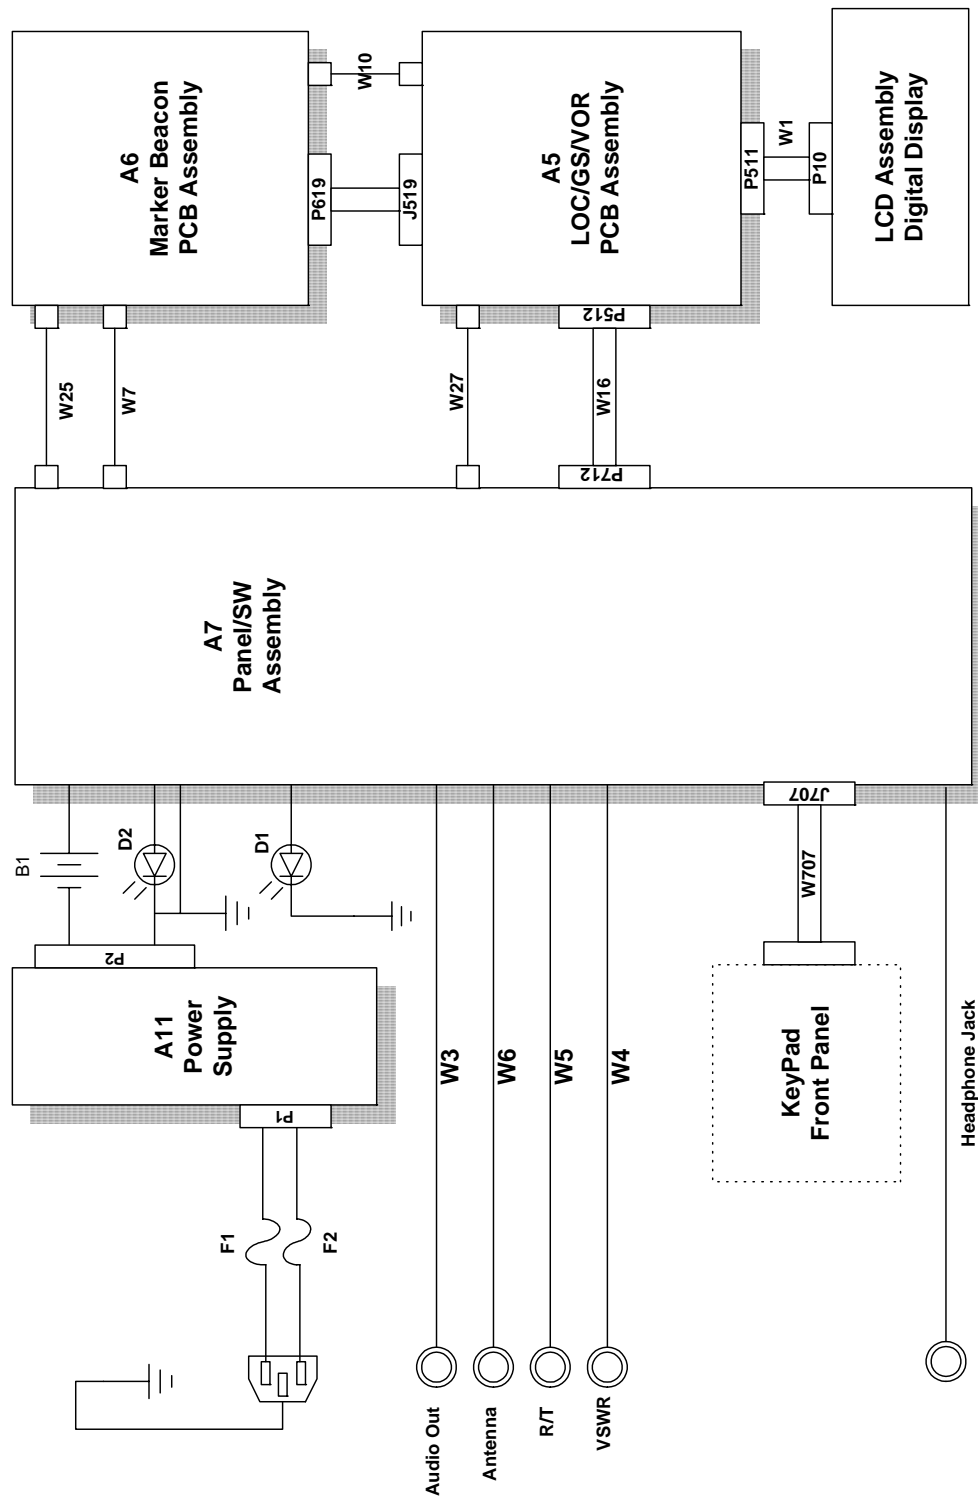 A6
Marker Beacon
PCB Assembly
P619
W10
J519
A5
LOC/GS/VOR
PCB Assembly
P511
W1
P10
LCD Assembly
Digital Display
W25
W7
W27
P512
W16
P712
A7
Panel/SW
Assembly
B1
D2
D1
J707
W707
P2
A11
Power
Supply
P1
F1
F2
W3
W6
W5
W4
KeyPad
Front Panel
Headphone Jack
Audio Out
Antenna
R/T
VSWR